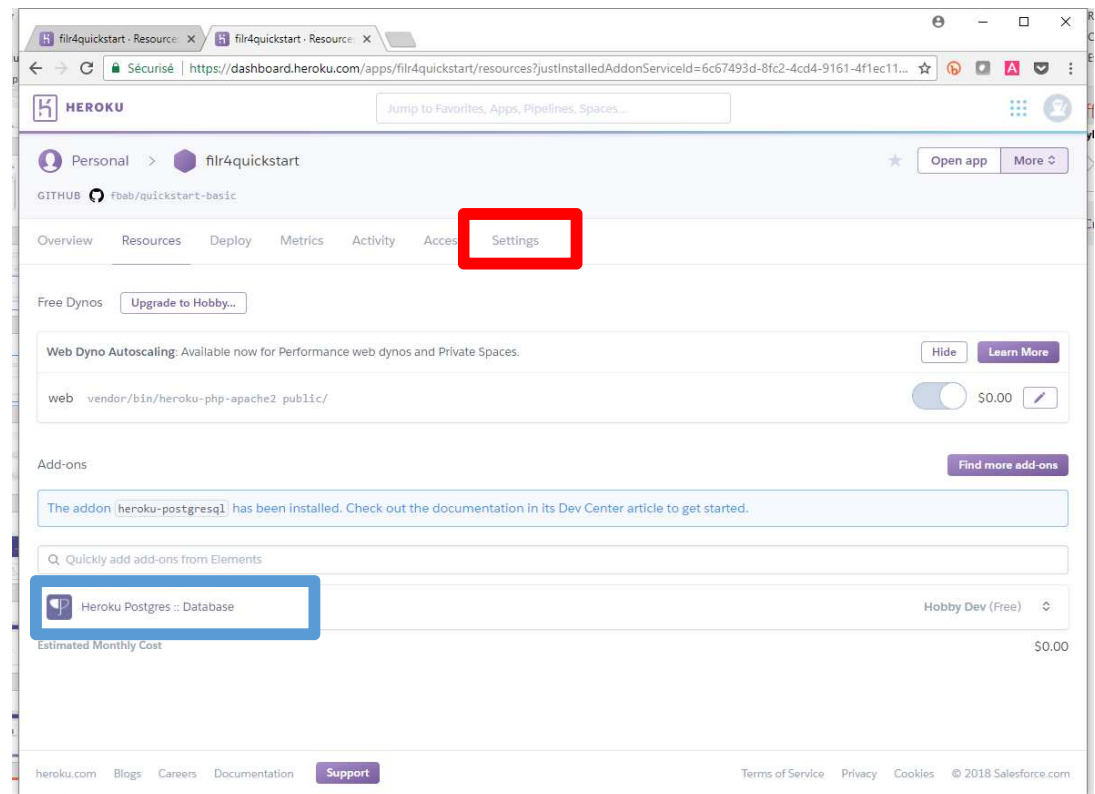 filr4quickstart · Resource
filr4quickstart · Resource
Sécurisé | https://dashboard.heroku.com/apps/filr4quickstart/resources?justInstalledAddonServiceId=6c67493d-8fc2-4cd4-9161-4f1ec11...
HEROKU
Jump to Favorites, Apps, Pipelines, Spaces...
Personal > filr4quickstart
Open app More
GITHUB fbab/quickstart-basic
Overview Resources Deploy Metrics Activity Acces Settings
Free Dynos Upgrade to Hobby...
Web Dyno Autoscaling: Available now for Performance web dynos and Private Spaces. Hide Learn More
web vendor/bin/heroku-php-apache2 public/ $0.00
Add-ons Find more add-ons
The addon heroku-postgresql has been installed. Check out the documentation in its Dev Center article to get started.
Quickly add add-ons from Elements
Heroku Postgres :: Database Hobby Dev (Free)
Estimated Monthly Cost $0.00
heroku.com Blogs Careers Documentation Support Terms of Service Privacy Cookies © 2018 Salesforce.com